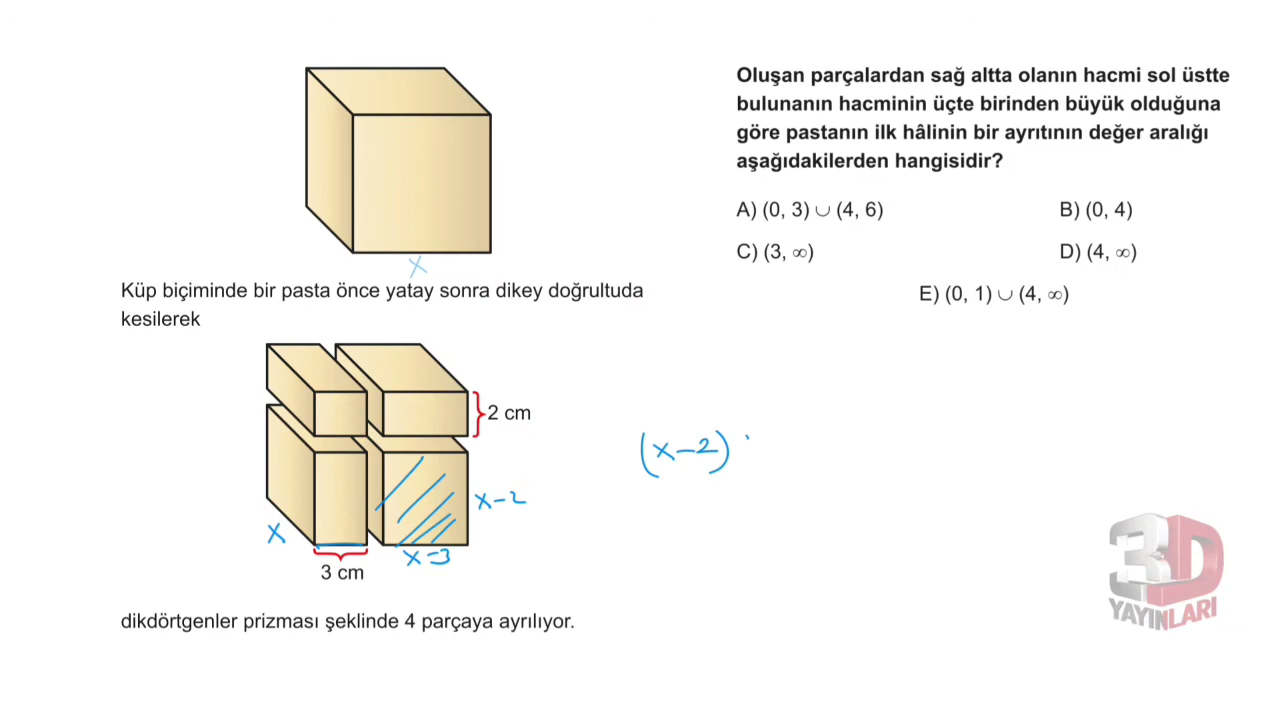 x
Küp biçiminde bir pasta önce yatay sonra dikey doğrultuda
kesilerek
2 cm
x-2
x
x-3
3 cm
dikdörtgenler prizması şeklinde 4 parçaya ayrılıyor.
(x-2) ·
Oluşan parçalardan sağ altta olanın hacmi sol üstte
bulunanın hacminin üçte birinden büyük olduğuna
göre pastanın ilk hâlinin bir ayrıtının değer aralığı
aşağıdakilerden hangisidir?
A) (0, 3) ∪ (4, 6) B) (0, 4)
C) (3, ∞) D) (4, ∞)
E) (0, 1) ∪ (4, ∞)
3D
YAYINLARI